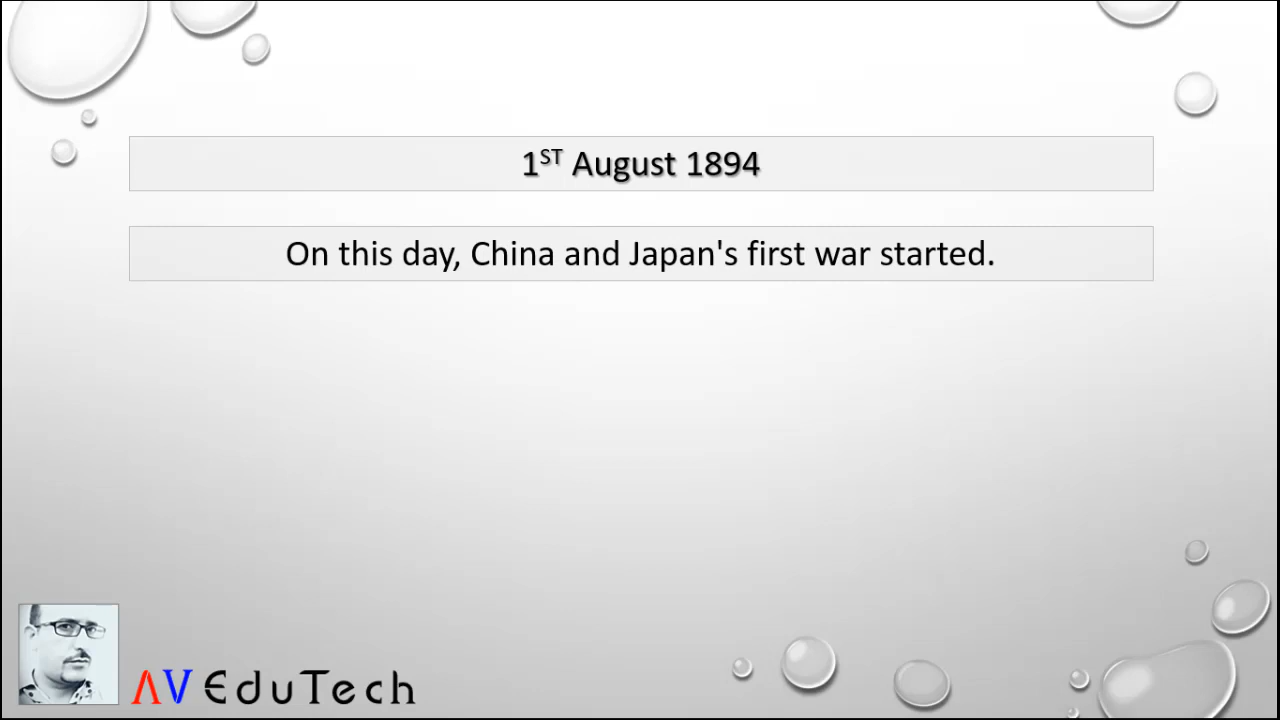 1ST August 1894
On this day, China and Japan's first war started.
AV EduTech